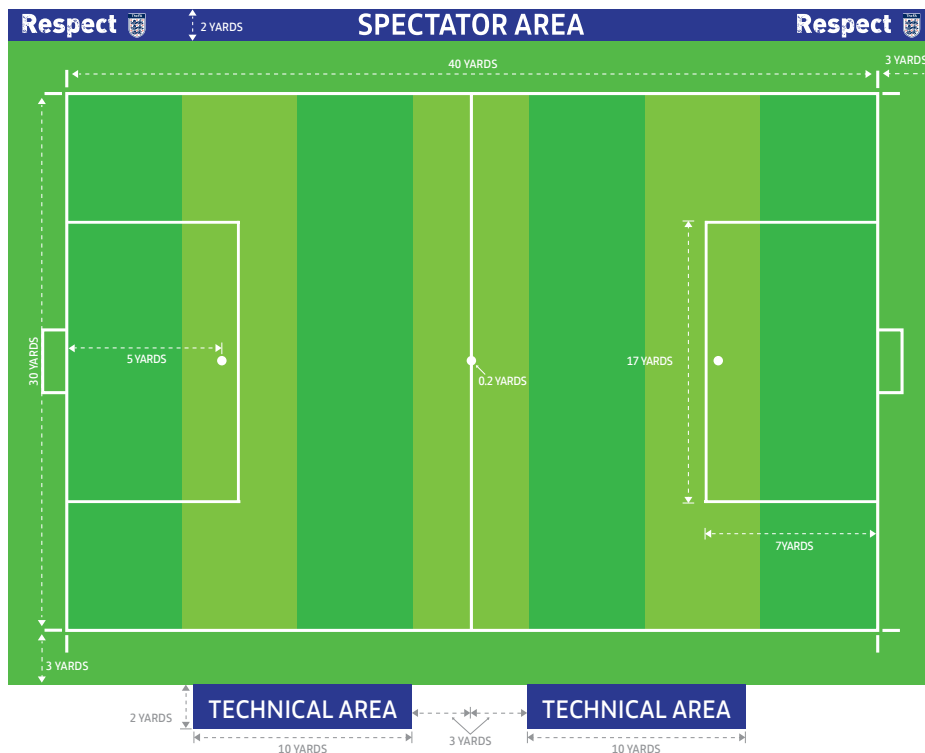 Respect
2 YARDS
SPECTATOR AREA
Respect
40 YARDS
3 YARDS
30 YARDS
5 YARDS
0.2 YARDS
17 YARDS
7YARDS
3 YARDS
2 YARDS
TECHNICAL AREA
TECHNICAL AREA
3 YARDS
10 YARDS
10 YARDS